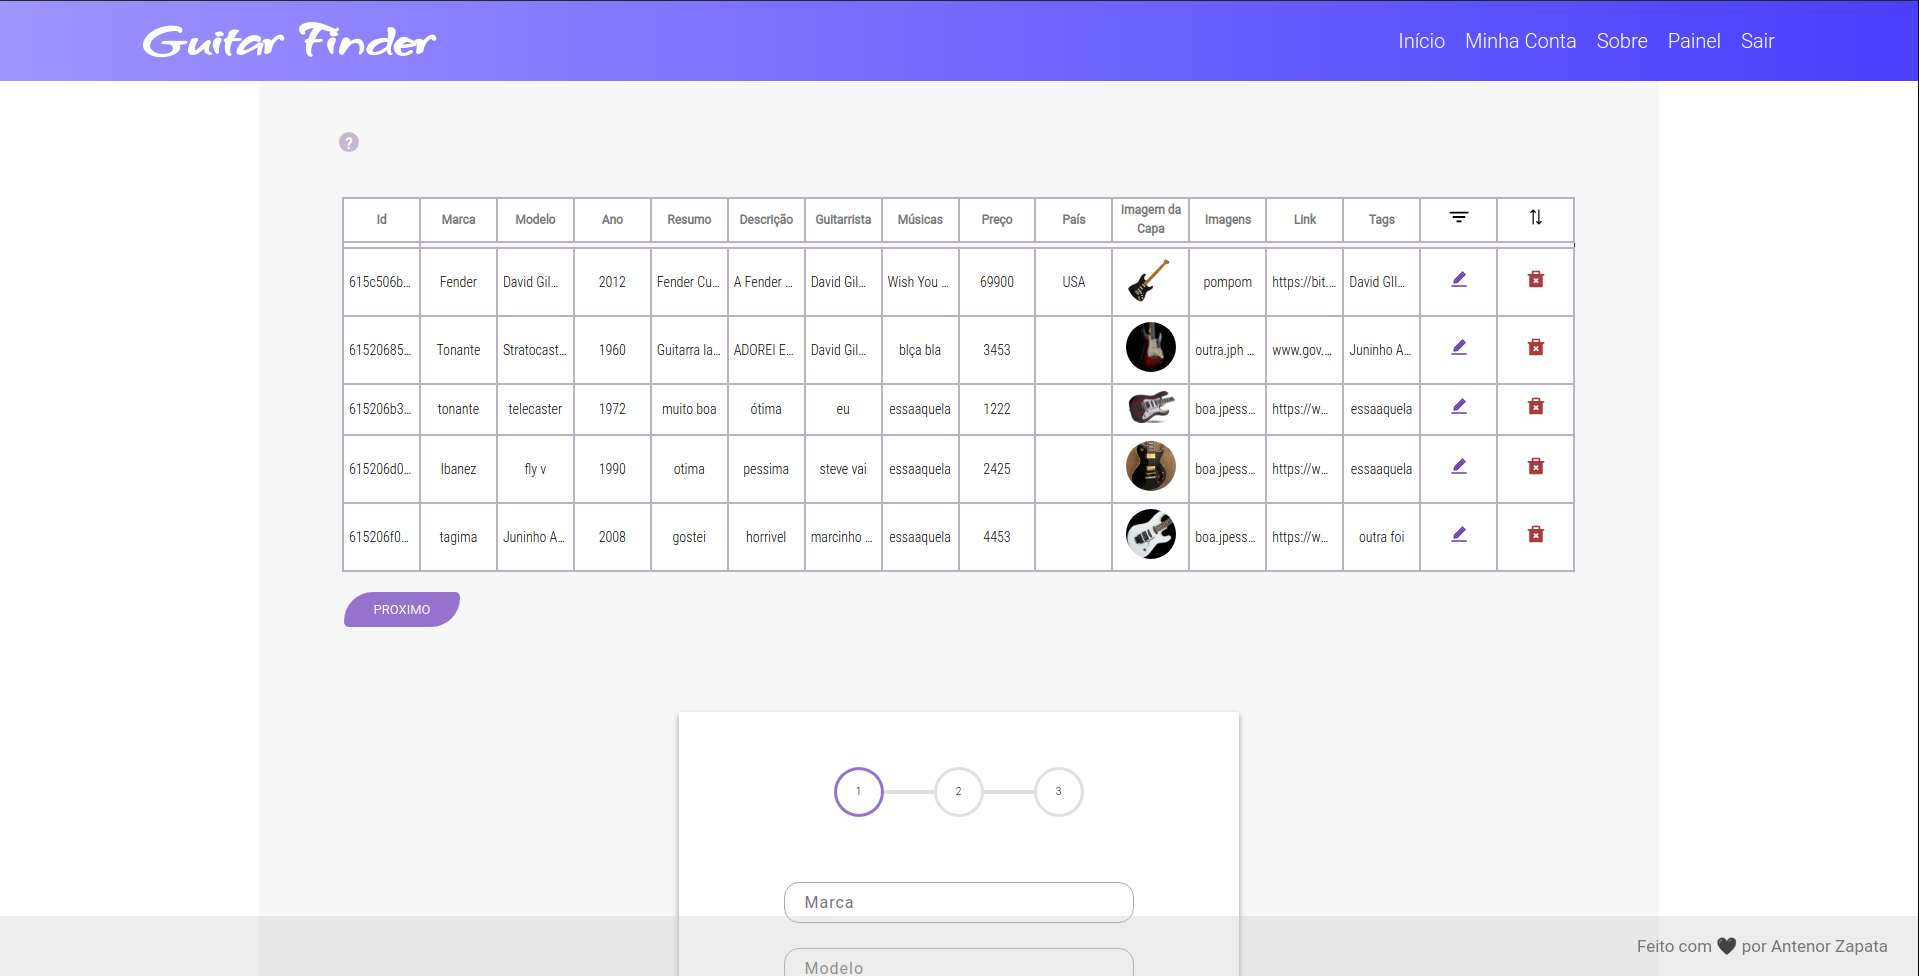 Guitar Finder
Início Minha Conta Sobre Painel Sair
?
Id Marca Modelo Ano Resumo Descrição Guitarrista Músicas Preço País Imagem da Capa Imagens Link Tags
615c506b... Fender David Gil... 2012 Fender Cu... A Fender ... David Gil... Wish You ... 69900 USA pompom https://bit.... David GIl...
61520685... Tonante Stratocast... 1960 Guitarra la... ADOREI E... David Gil... blça bla 3453 outra.jph ... www.gov.... Juninho A...
615206b3... tonante telecaster 1972 muito boa ótima eu essaaquela 1222 boa.jpess... https://w... essaaquela
615206d0... Ibanez fly v 1990 otima pessima steve vai essaaquela 2425 boa.jpess... https://w... essaaquela
615206f0... tagima Juninho A... 2008 gostei horrivel marcinho ... essaaquela 4453 boa.jpess... https://w... outra foi
PROXIMO
1 2 3
Marca
Modelo
Feito com 🖤 por Antenor Zapata